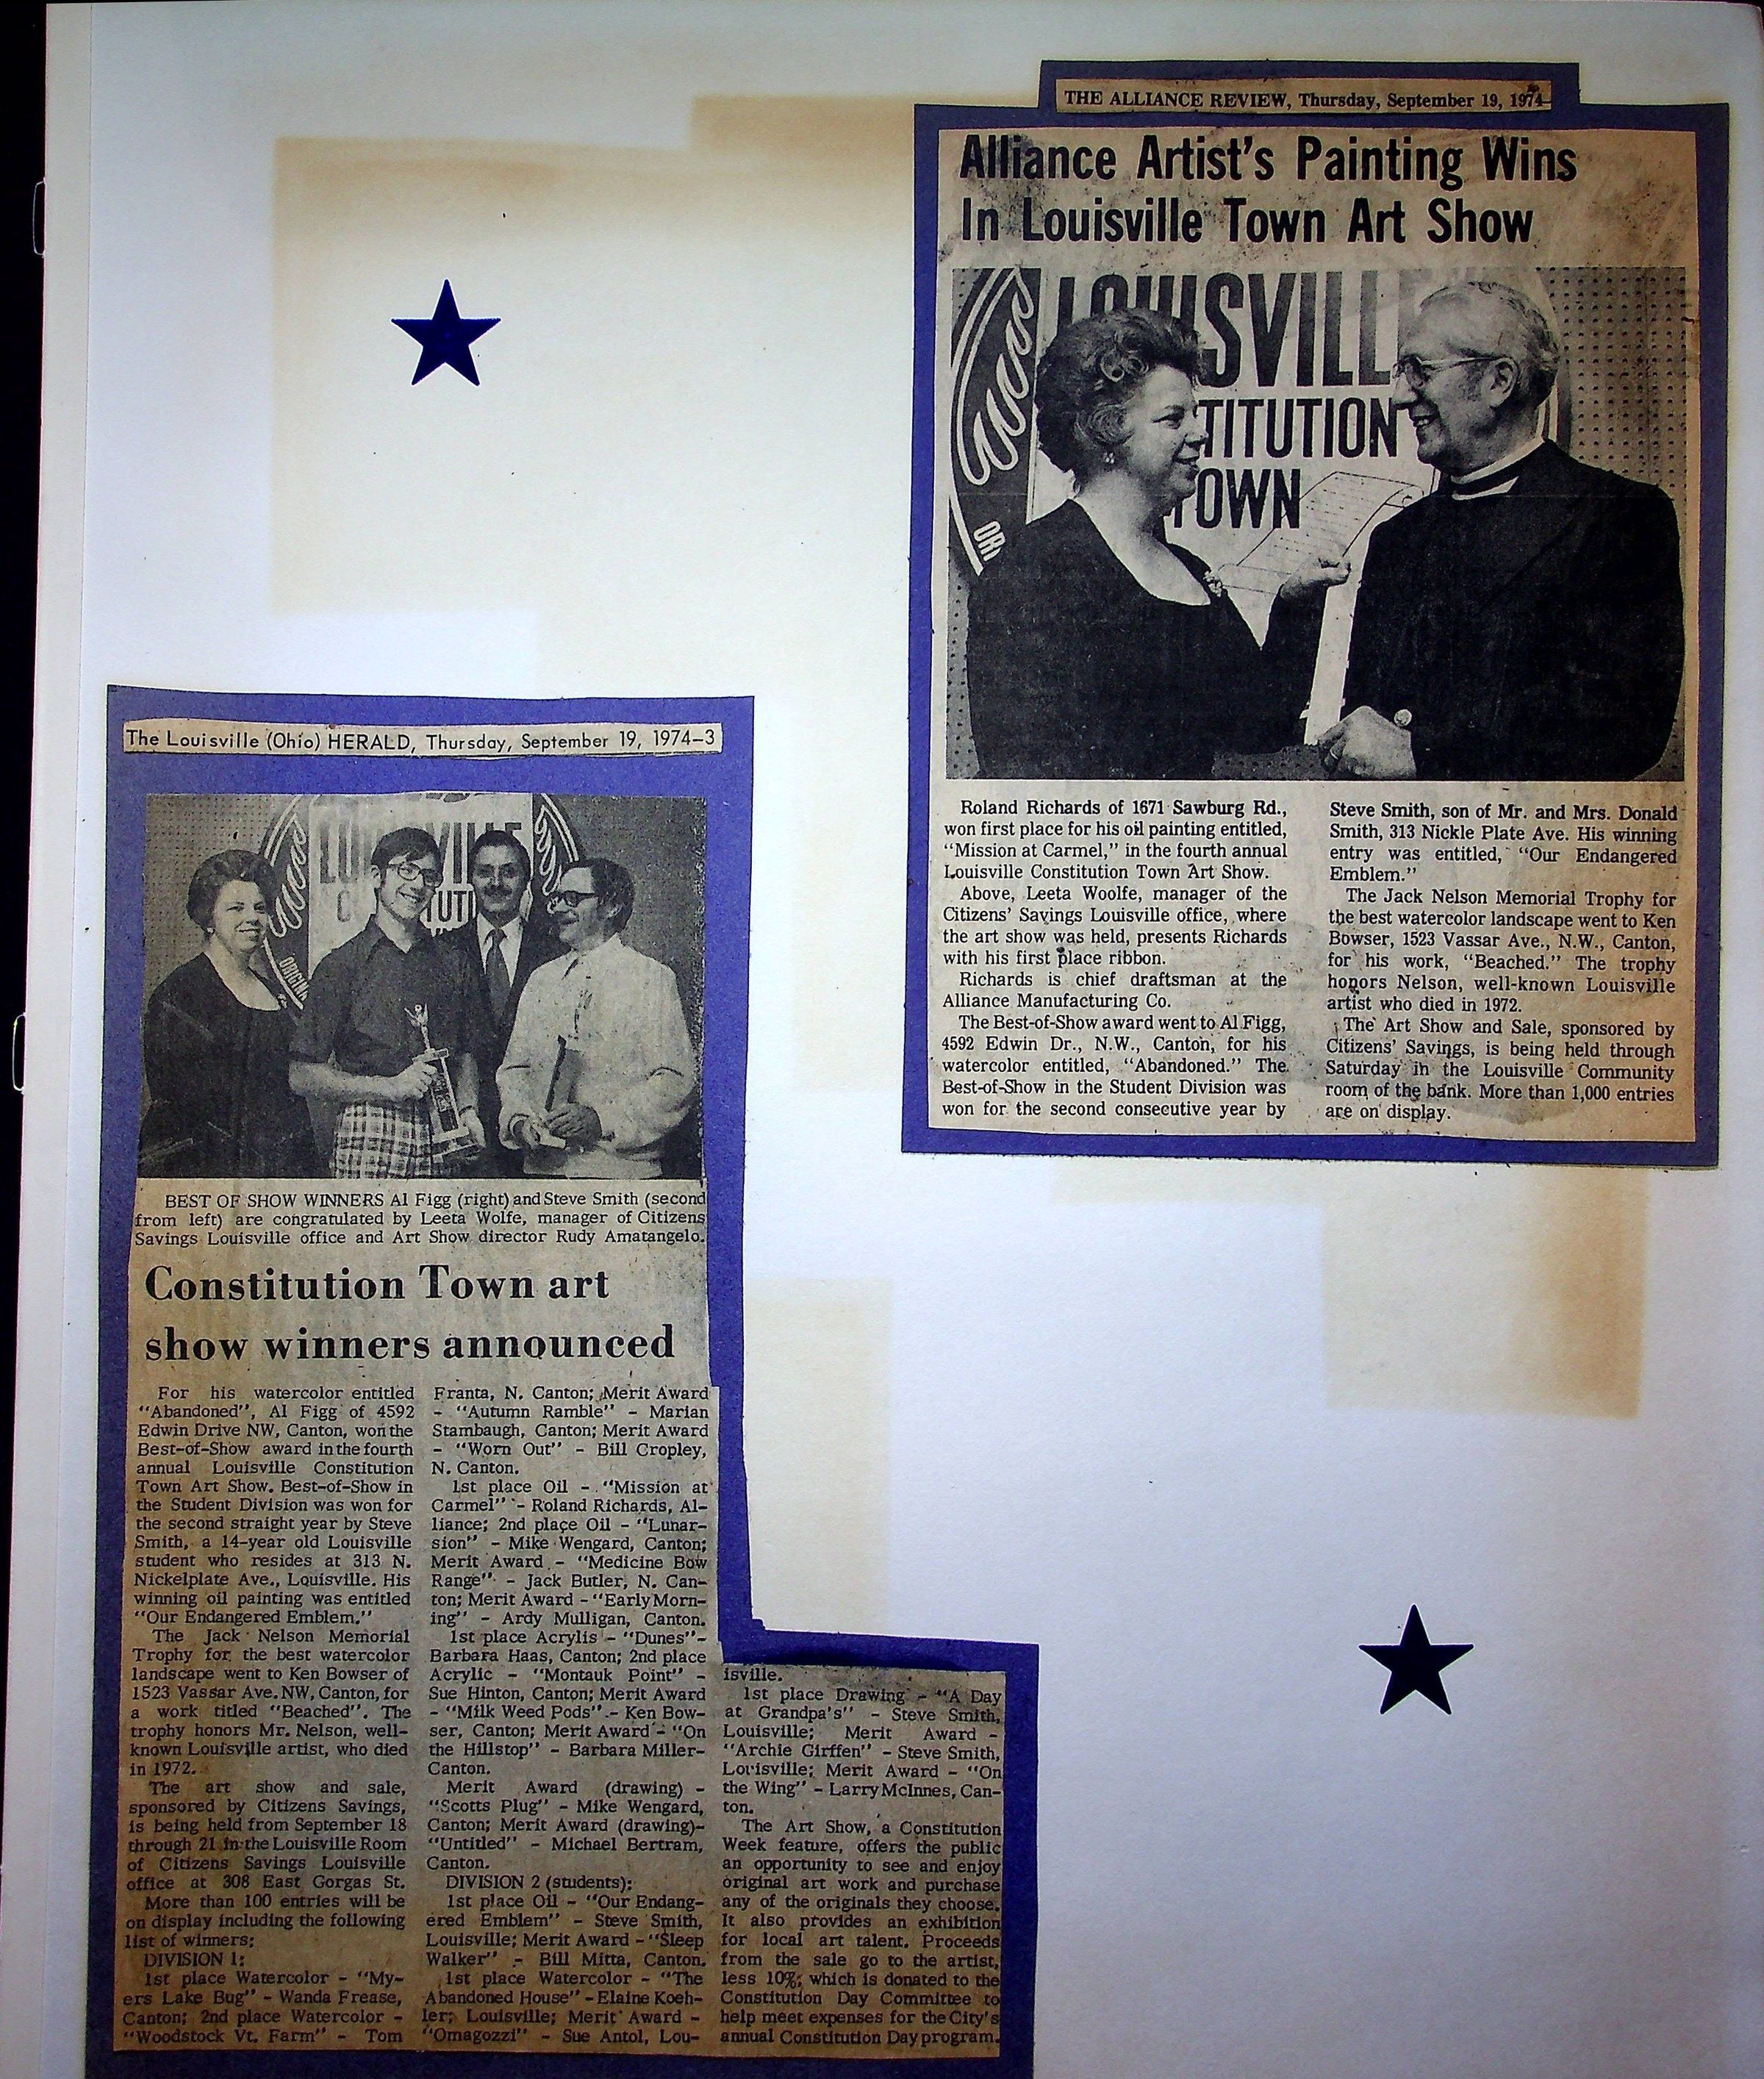 THE ALLIANCE REVIEW, Thursday, September 19, 1974
Alliance Artist's Painting Wins
In Louisville Town Art Show
LOUISVILLE
TITUTION
TOWN
OR
Roland Richards of 1671 Sawburg Rd.,
won first place for his oil painting entitled,
"Mission at Carmel," in the fourth annual
Louisville Constitution Town Art Show.
Above, Leeta Woolfe, manager of the
Citizens' Savings Louisville office, where
the art show was held, presents Richards
with his first place ribbon.
Richards is chief draftsman at the
Alliance Manufacturing Co.
The Best-of-Show award went to Al Figg,
4592 Edwin Dr., N.W., Canton, for his
watercolor entitled, "Abandoned." The
Best-of-Show in the Student Division was
won for the second consecutive year by
Steve Smith, son of Mr. and Mrs. Donald
Smith, 313 Nickle Plate Ave. His winning
entry was entitled, "Our Endangered
Emblem."
The Jack Nelson Memorial Trophy for
the best watercolor landscape went to Ken
Bowser, 1523 Vassar Ave., N.W., Canton,
for his work, "Beached." The trophy
honors Nelson, well-known Louisville
artist who died in 1972.
The Art Show and Sale, sponsored by
Citizens' Savings, is being held through
Saturday in the Louisville Community
room of the bank. More than 1,000 entries
are on display.
The Louisville (Ohio) HERALD, Thursday, September 19, 1974-3
ORIGINA
BEST OF SHOW WINNERS Al Figg (right) and Steve Smith (second
from left) are congratulated by Leeta Wolfe, manager of Citizens
Savings Louisville office and Art Show director Rudy Amatangelo.
Constitution Town art
show winners announced
For his watercolor entitled
"Abandoned", Al Figg of 4592
Edwin Drive NW, Canton, won the
Best-of-Show award in the fourth
annual Louisville Constitution
Town Art Show. Best-of-Show in
the Student Division was won for
the second straight year by Steve
Smith, a 14-year old Louisville
student who resides at 313 N.
Nickelplate Ave., Louisville. His
winning oil painting was entitled
"Our Endangered Emblem."
The Jack Nelson Memorial
Trophy for the best watercolor
landscape went to Ken Bowser of
1523 Vassar Ave. NW, Canton, for
a work titled "Beached". The
trophy honors Mr. Nelson, well-
known Louisville artist, who died
in 1972.
The art show and sale,
sponsored by Citizens Savings,
is being held from September 18
through 21 in the Louisville Room
of Citizens Savings Louisville
office at 308 East Gorgas St.
More than 100 entries will be
on display including the following
list of winners:
DIVISION 1:
1st place Watercolor - "My-
ers Lake Bug" - Wanda Frease,
Canton; 2nd place Watercolor -
"Woodstock Vt. Farm" - Tom
Franta, N. Canton; Merit Award
- "Autumn Ramble" - Marian
Stambaugh, Canton; Merit Award
- "Worn Out" - Bill Cropley,
N. Canton.
1st place Oil - "Mission at
Carmel" - Roland Richards, Al-
liance; 2nd place Oil - "Lunar-
sion" - Mike Wengard, Canton;
Merit Award - "Medicine Bow
Range" - Jack Butler, N. Can-
ton; Merit Award - "Early Morn-
ing" - Ardy Mulligan, Canton.
1st place Acrylis - "Dunes" -
Barbara Haas, Canton; 2nd place
Acrylic - "Montauk Point" -
Sue Hinton, Canton; Merit Award
- "Milk Weed Pods" - Ken Bow-
ser, Canton; Merit Award - "On
the Hillstop" - Barbara Miller-
Canton.
Merit Award (drawing) -
"Scotts Plug" - Mike Wengard,
Canton; Merit Award (drawing)-
"Untitled" - Michael Bertram,
Canton.
DIVISION 2 (students):
1st place Oil - "Our Endang-
ered Emblem" - Steve Smith,
Louisville; Merit Award - "Sleep
Walker" - Bill Mitta, Canton.
1st place Watercolor - "The
Abandoned House" - Elaine Koeh-
ler; Louisville; Merit Award -
"Omagozzi" - Sue Antol, Lou-
isville.
1st place Drawing - "A Day
at Grandpa's" - Steve Smith,
Louisville; Merit Award -
"Archie Girffen" - Steve Smith,
Lorisville; Merit Award - "On
the Wing" - Larry McInnes, Can-
ton.
The Art Show, a Constitution
Week feature, offers the public
an opportunity to see and enjoy
original art work and purchase
any of the originals they choose.
It also provides an exhibition
for local art talent. Proceeds
from the sale go to the artist,
less 10%; which is donated to the
Constitution Day Committee to
help meet expenses for the City's
annual Constitution Day program.